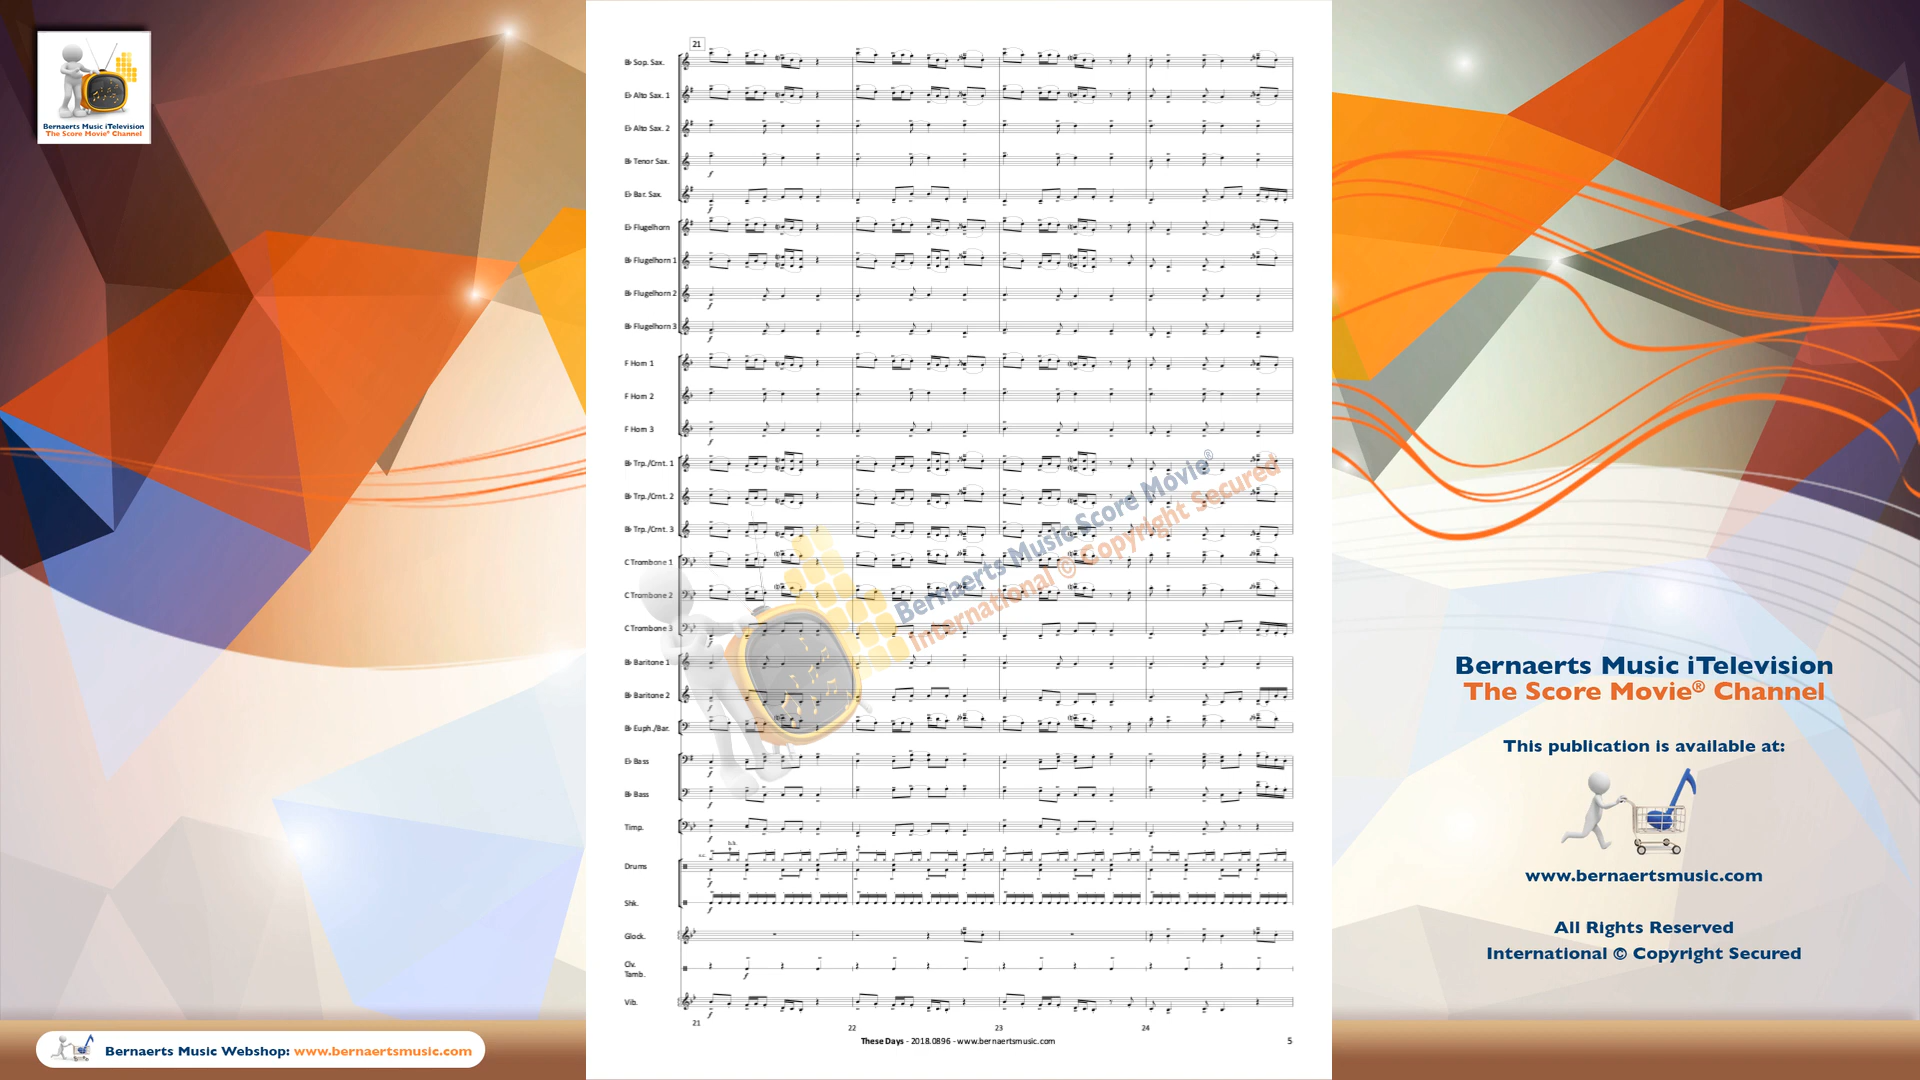 Bernaerts Music iTelevision
The Score Movie® Channel
21
B♭ Sop. Sax.
E♭ Alto Sax. 1
E♭ Alto Sax. 2
B♭ Tenor Sax.
E♭ Bar. Sax.
E♭ Flugelhorn
B♭ Flugelhorn 1
B♭ Flugelhorn 2
B♭ Flugelhorn 3
F Horn 1
F Horn 2
F Horn 3
B♭ Trp./Crnt. 1
B♭ Trp./Crnt. 2
B♭ Trp./Crnt. 3
C Trombone 1
C Trombone 2
C Trombone 3
B♭ Baritone 1
B♭ Baritone 2
B♭ Euph./Bar.
E♭ Bass
B♭ Bass
Timp.
Drums
Shk.
Glock.
Clv.
Tamb.
Vib.
21
22
23
24
These Days - 2018.0896 - www.bernaertsmusic.com
5
Bernaerts Music Score Movie®
International © Copyright Secured
Bernaerts Music iTelevision
The Score Movie® Channel
This publication is available at:
www.bernaertsmusic.com
All Rights Reserved
International © Copyright Secured
Bernaerts Music Webshop: www.bernaertsmusic.com